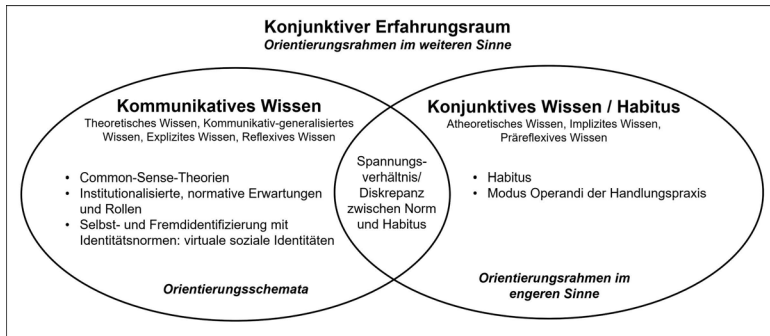 Konjunktiver Erfahrungsraum
Orientierungsrahmen im weiteren Sinne
Kommunikatives Wissen
Theoretisches Wissen, Kommunikativ-generalisiertes
Wissen, Explizites Wissen, Reflexives Wissen
• Common-Sense-Theorien
• Institutionalisierte, normative Erwartungen
und Rollen
• Selbst- und Fremdidentifizierung mit
Identitätsnormen: virtuale soziale Identitäten
Orientierungsschemata
Spannungs-
verhältnis/
Diskrepanz
zwischen Norm
und Habitus
Konjunktives Wissen / Habitus
Atheoretisches Wissen, Implizites Wissen,
Präreflexives Wissen
• Habitus
• Modus Operandi der Handlungspraxis
Orientierungsrahmen im
engeren Sinne